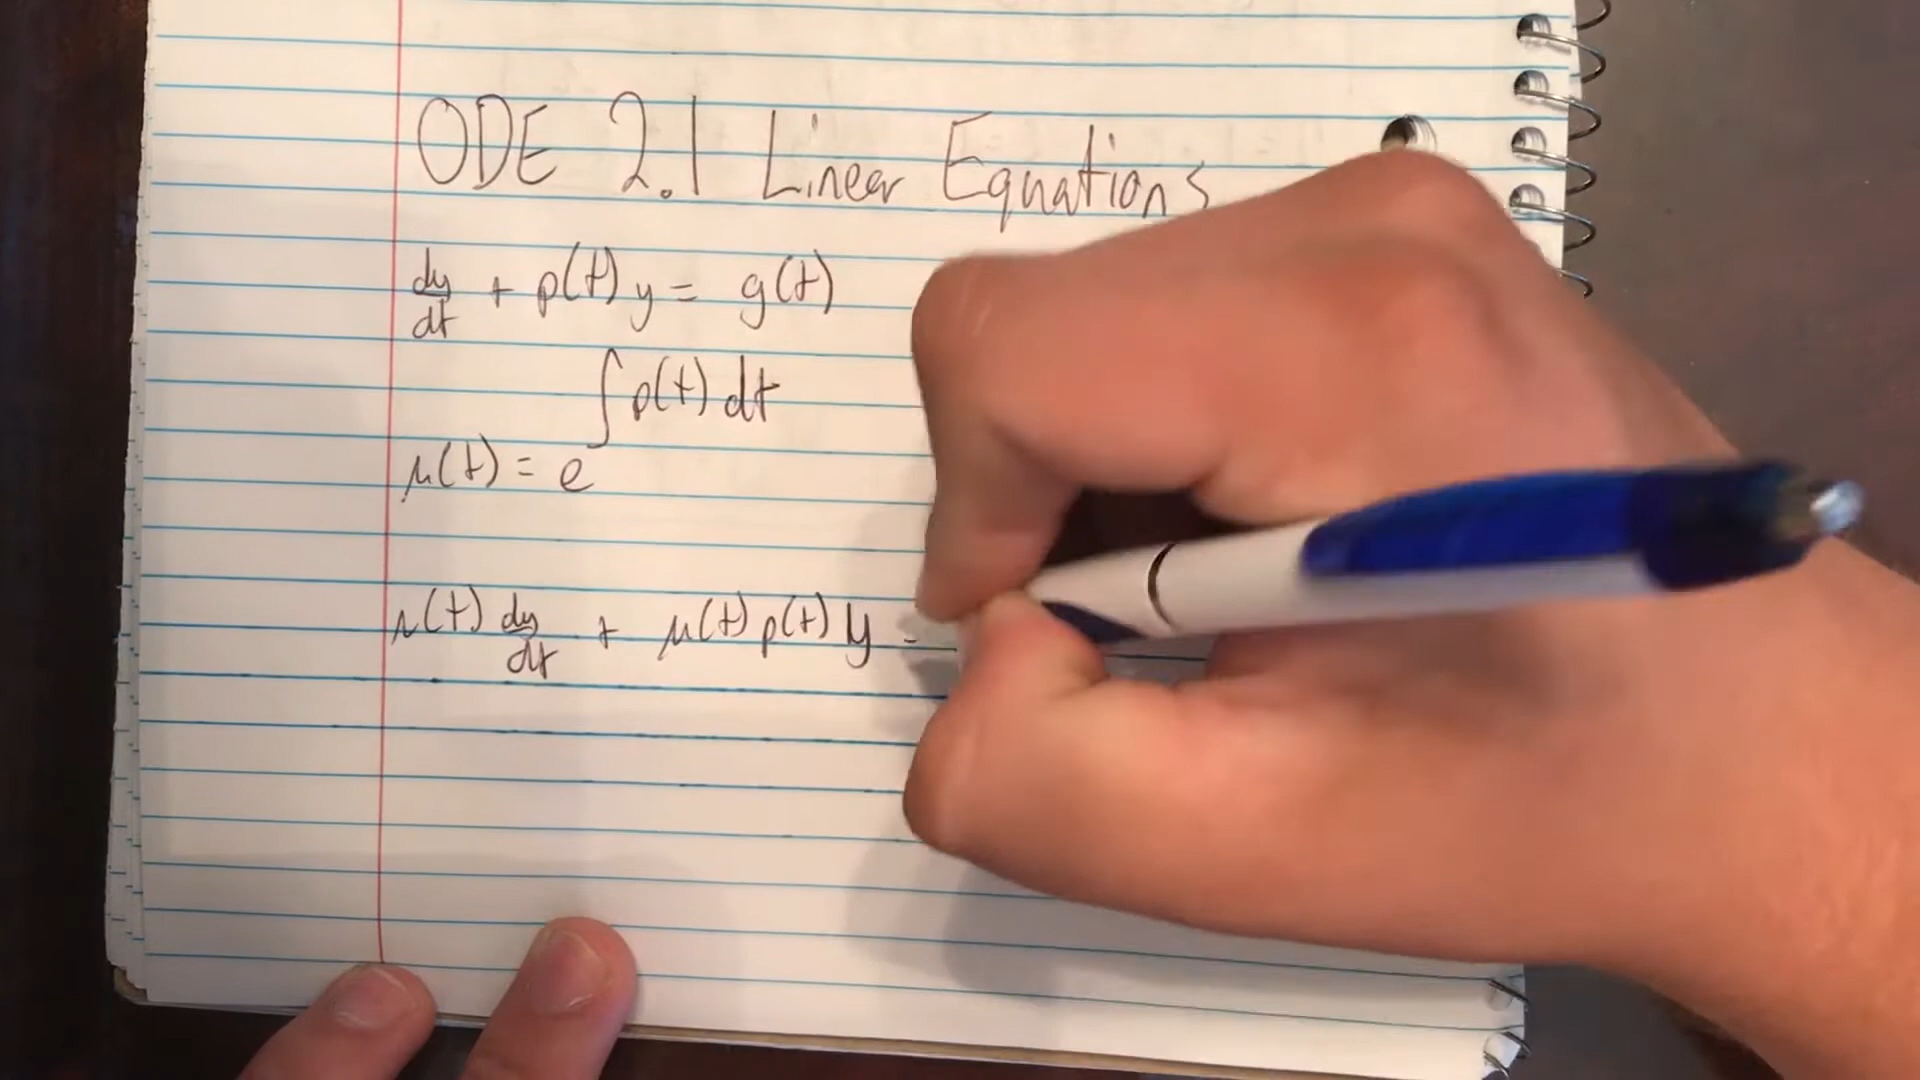 ODE 2.1 Linear Equations
dy/dt + p(t) y = g(t)
μ(t) = e^∫p(t) dt
μ(t) dy/dt + μ(t) p(t) y =